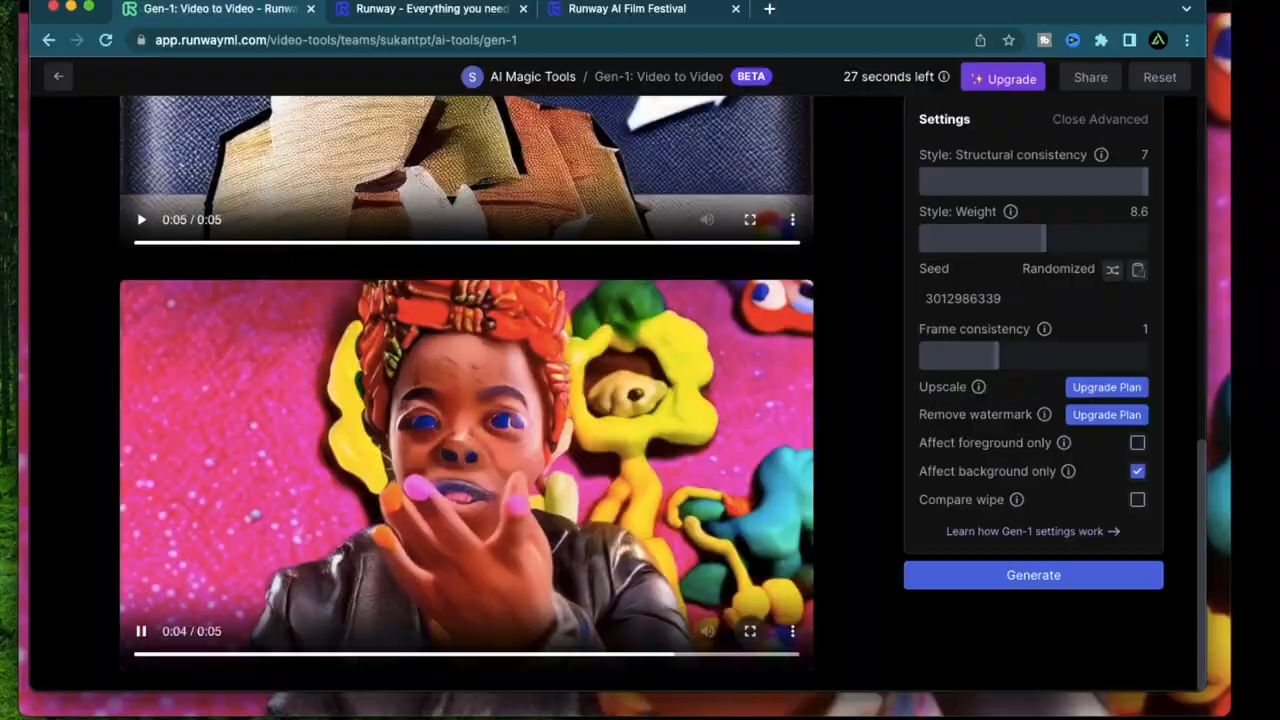 Gen-1: Video to Video - Runwa
Runway - Everything you need
Runway AI Film Festival
app.runwayml.com/video-tools/teams/sukantpt/ai-tools/gen-1
S AI Magic Tools / Gen-1: Video to Video BETA
27 seconds left
Upgrade
Share
Reset
Settings
Close Advanced
Style: Structural consistency 7
Style: Weight 8.6
Seed Randomized
3012986339
Frame consistency 1
Upscale Upgrade Plan
Remove watermark Upgrade Plan
Affect foreground only
Affect background only
Compare wipe
Learn how Gen-1 settings work →
Generate
0:05 / 0:05
0:04 / 0:05